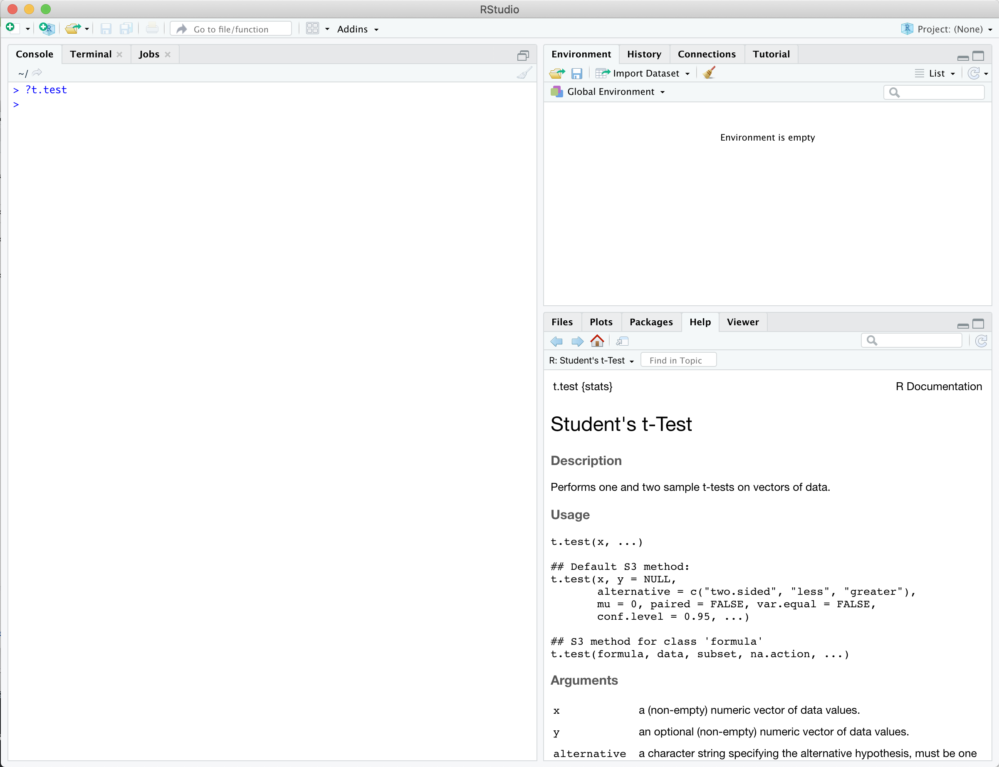 RStudio
Go to file/function
Addins
Project: (None)
Console Terminal Jobs
~/
> ?t.test
>
Environment History Connections Tutorial
Import Dataset
List
Global Environment
Environment is empty
Files Plots Packages Help Viewer
R: Student's t-Test
Find in Topic
t.test {stats} R Documentation
Student's t-Test
Description
Performs one and two sample t-tests on vectors of data.
Usage
t.test(x, ...)
## Default S3 method:
t.test(x, y = NULL,
       alternative = c("two.sided", "less", "greater"),
       mu = 0, paired = FALSE, var.equal = FALSE,
       conf.level = 0.95, ...)
## S3 method for class 'formula'
t.test(formula, data, subset, na.action, ...)
Arguments
x a (non-empty) numeric vector of data values.
y an optional (non-empty) numeric vector of data values.
alternative a character string specifying the alternative hypothesis, must be one